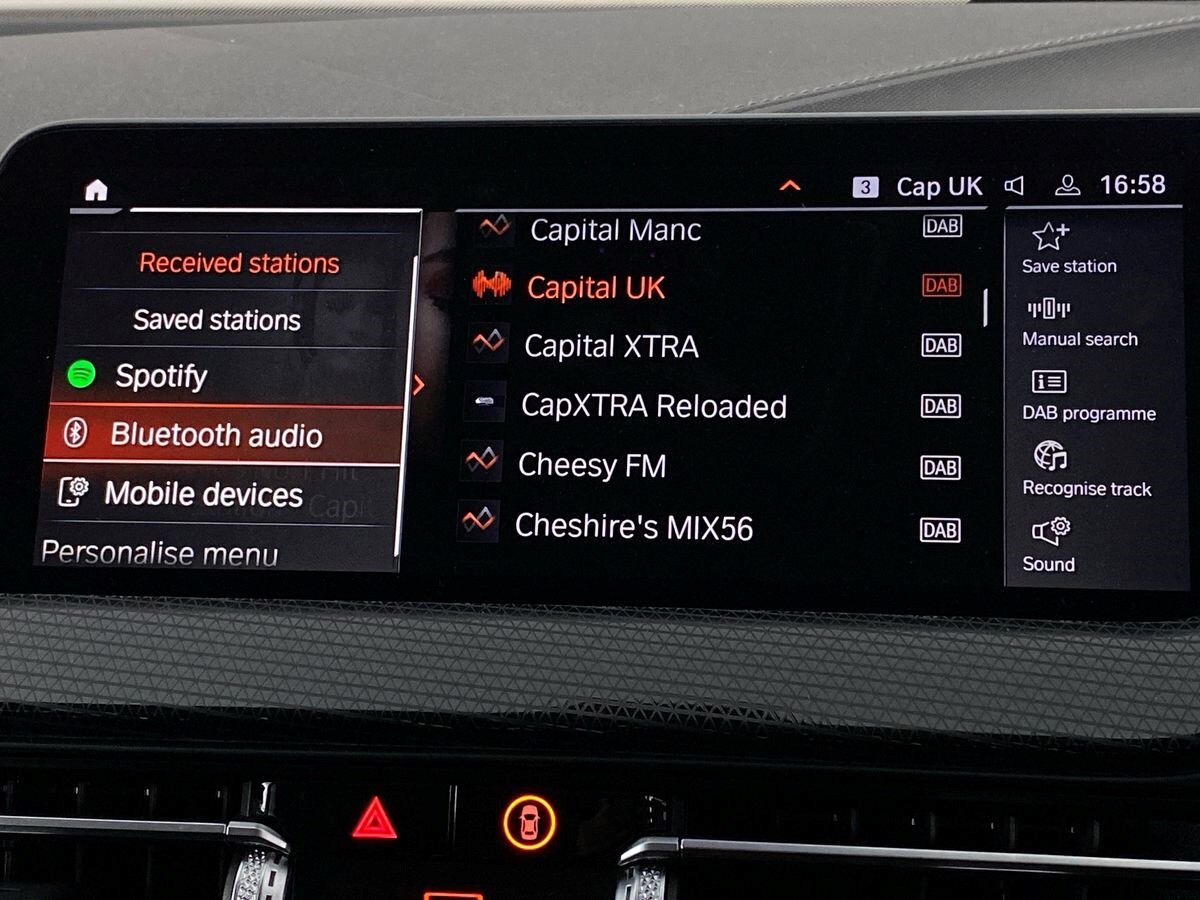 3 Cap UK 16:58
Received stations
Saved stations
Spotify
Bluetooth audio
Mobile devices
Personalise menu
Capital Manc DAB
Capital UK DAB
Capital XTRA DAB
CapXTRA Reloaded DAB
Cheesy FM DAB
Cheshire's MIX56 DAB
Save station
Manual search
DAB programme
Recognise track
Sound